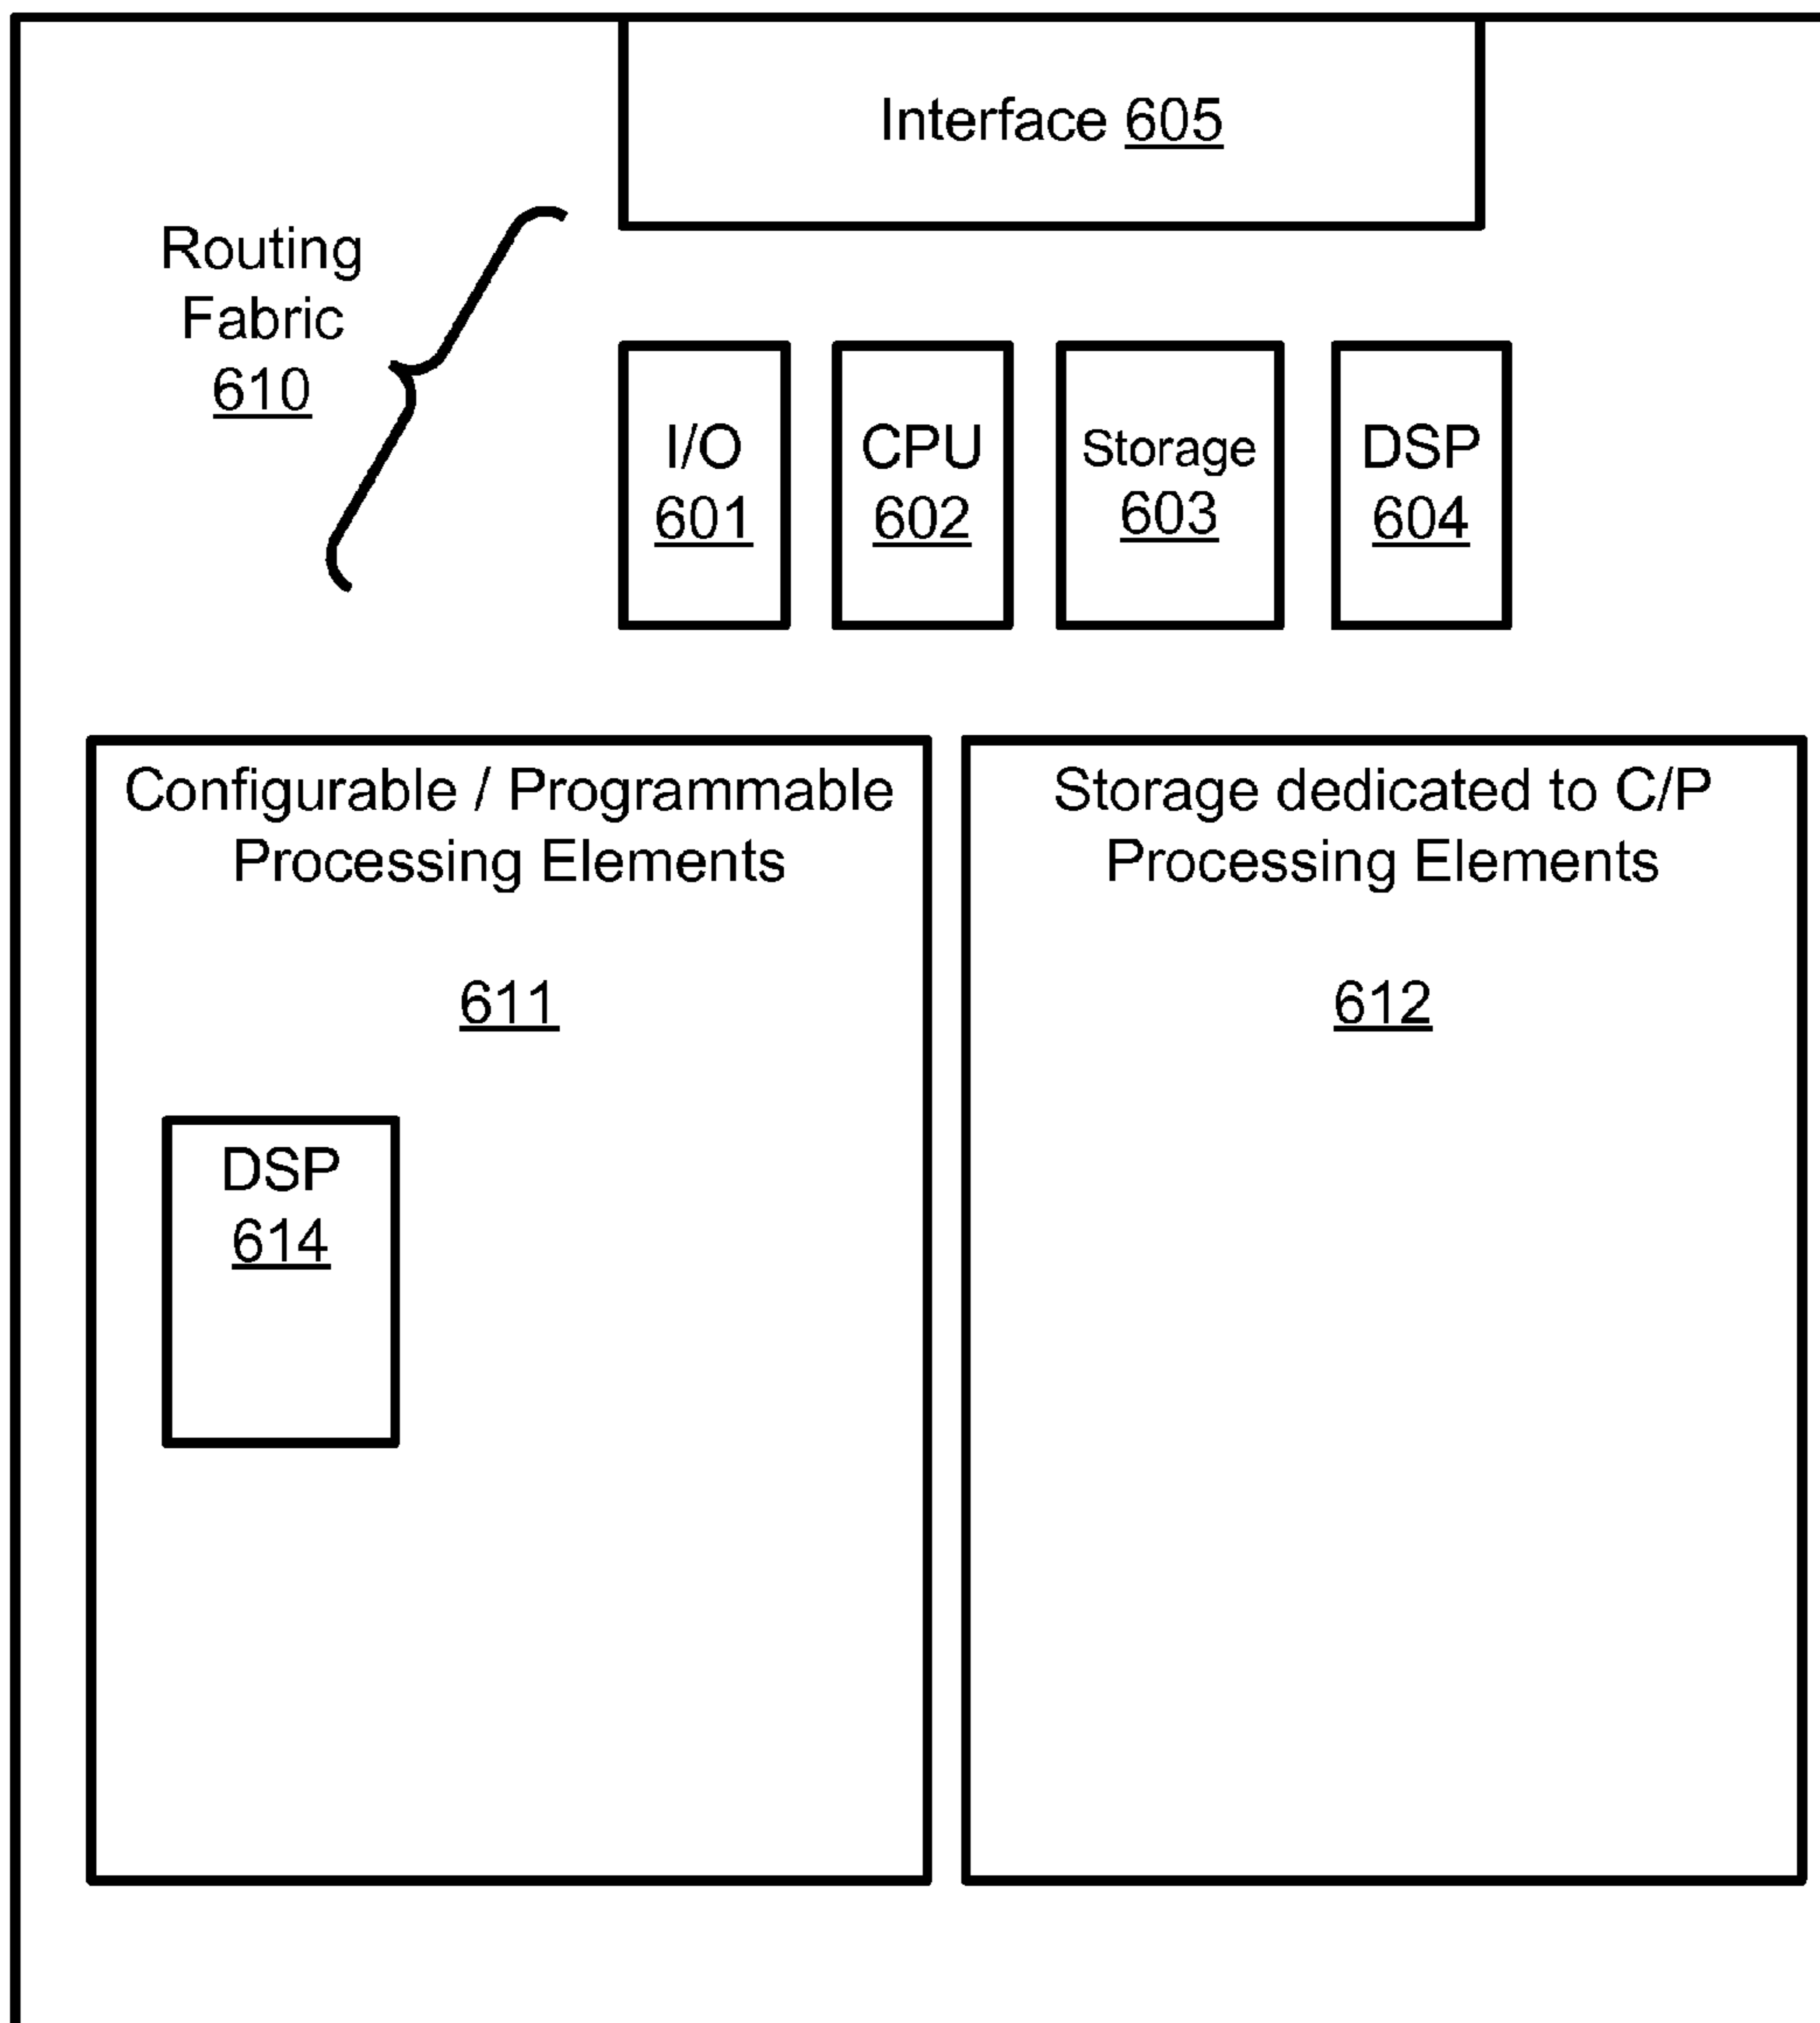 Interface 605
Routing
Fabric
610
I/O
601
CPU
602
Storage
603
DSP
604
Configurable / Programmable
Processing Elements
611
DSP
614
Storage dedicated to C/P
Processing Elements
612